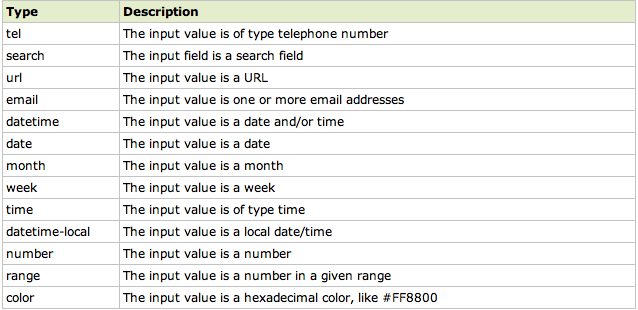 Type Description
tel The input value is of type telephone number
search The input field is a search field
url The input value is a URL
email The input value is one or more email addresses
datetime The input value is a date and/or time
date The input value is a date
month The input value is a month
week The input value is a week
time The input value is of type time
datetime-local The input value is a local date/time
number The input value is a number
range The input value is a number in a given range
color The input value is a hexadecimal color, like #FF8800